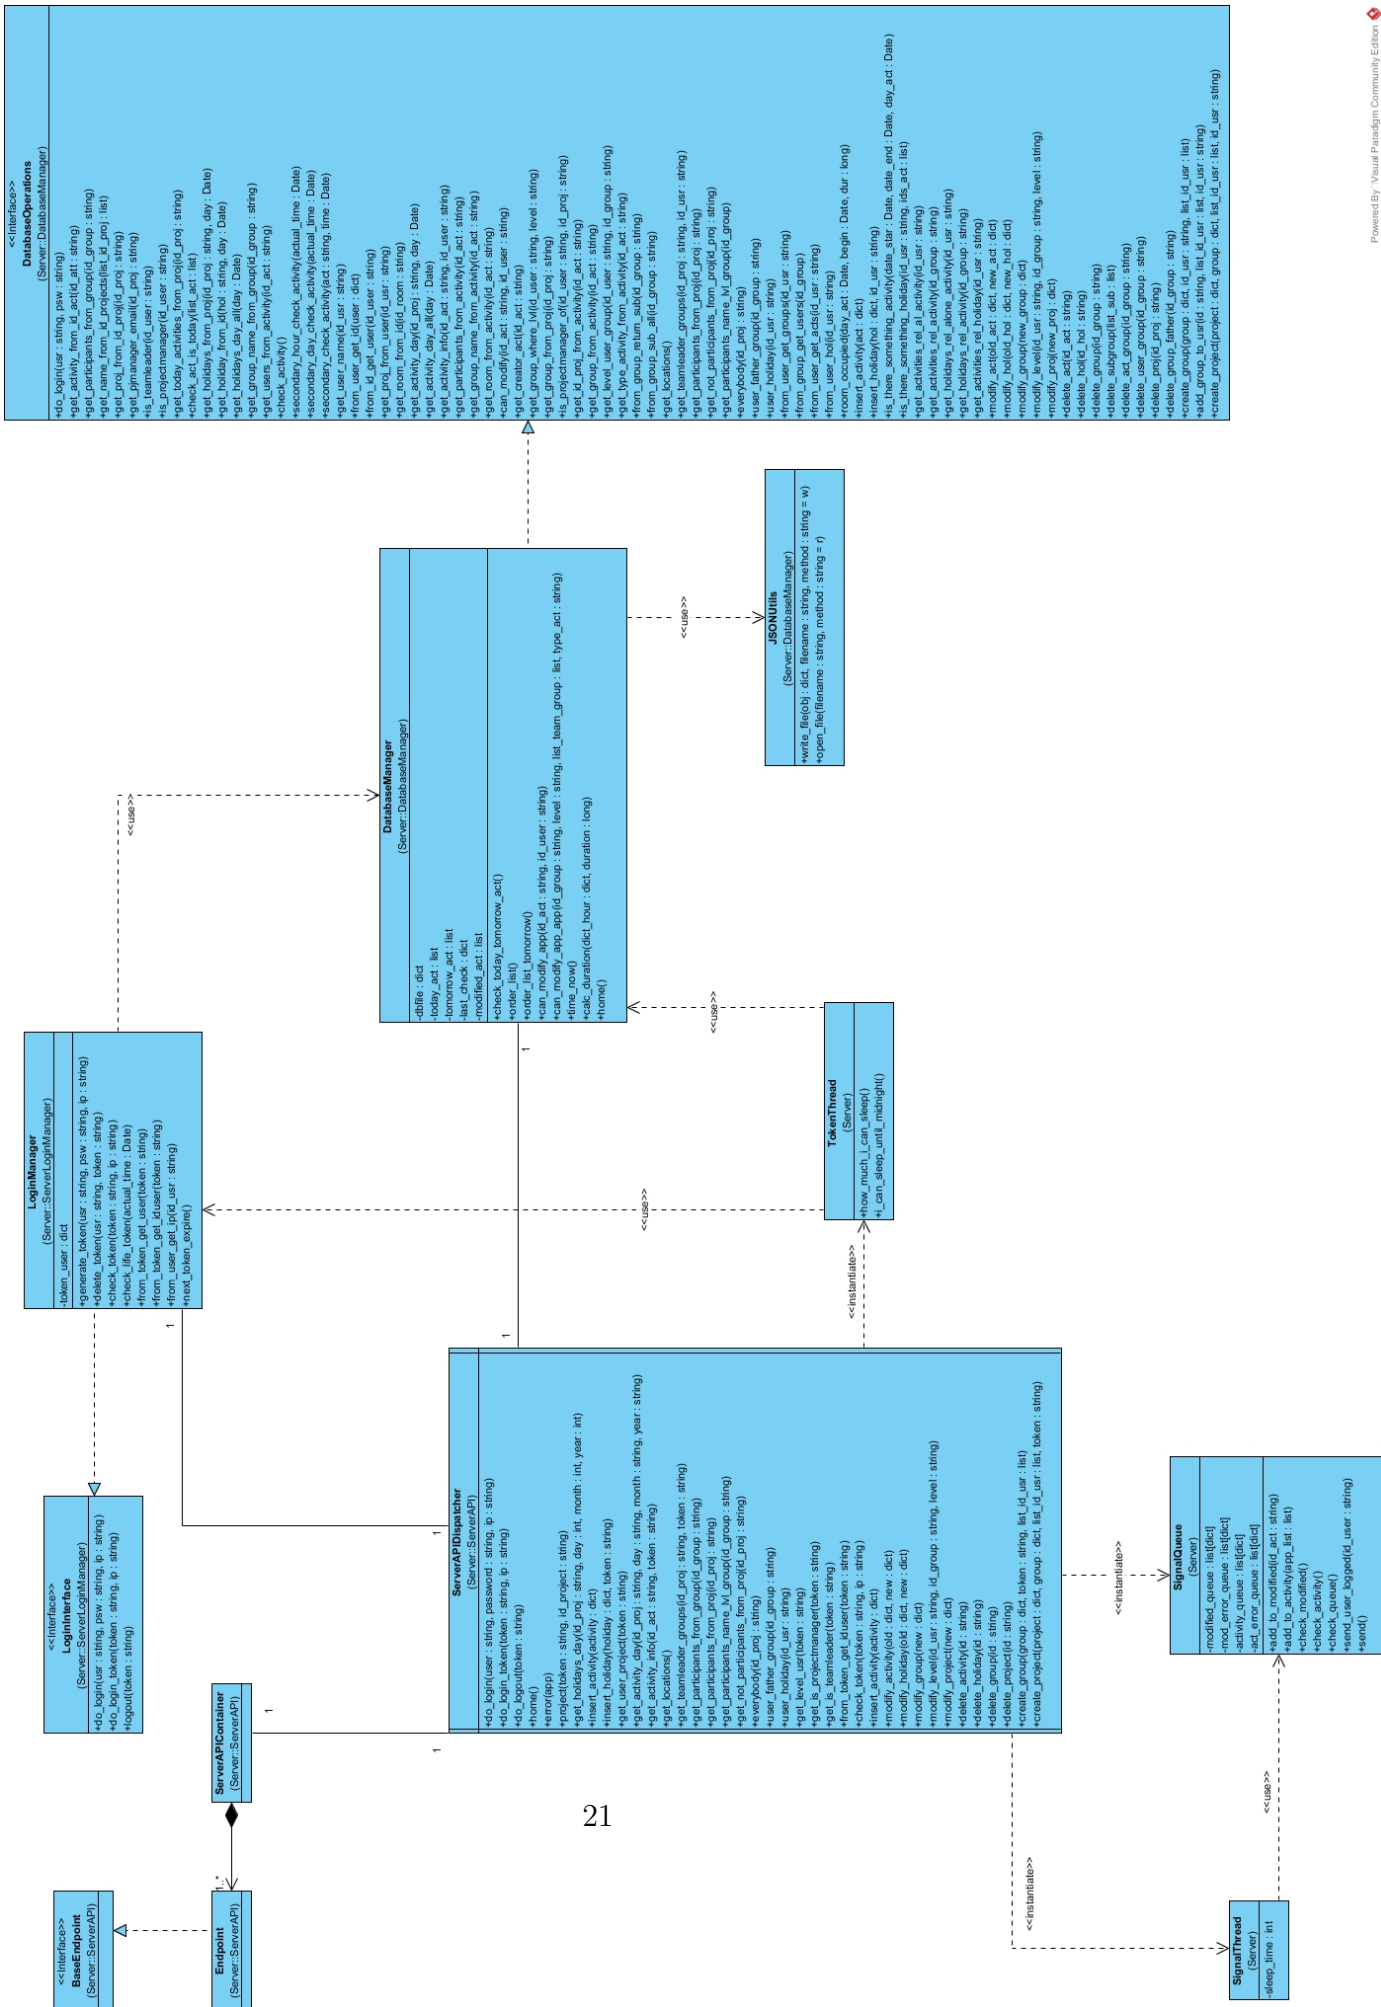 <<Interface>>
BaseEndpoint
(Server::ServerAPI)
Endpoint
(Server::ServerAPI)
1..*
ServerAPIContainer
(Server::ServerAPI)
1
1
<<Interface>>
LoginInterface
(Server::ServerLoginManager)
+do_login(usr : string, psw : string, ip : string)
+do_login_token(token : string, ip : string)
+logout(token : string)
LoginManager
(Server::ServerLoginManager)
-token_user : dict
+generate_token(usr : string, psw : string, ip : string)
+delete_token(usr : string, token : string)
+check_token(token : string, ip : string)
+check_life_token(actual_time : Date)
+from_token_get_user(token : string)
+from_token_get_iduser(token : string)
+from_user_get_ip(id_usr : string)
+next_token_expire()
1
1
<<use>>
<<Interface>>
DatabaseOperations
(Server::DatabaseManager)
+do_login(usr : string, psw : string)
+get_activity_from_id_act(id_att : string)
+get_participants_from_group(id_group : string)
+get_name_from_id_projects(list_id_proj : list)
+get_proj_from_id_proj(id_proj : string)
+get_pjmanager_email(id_proj : string)
+is_teamleader(id_user : string)
+is_projectmanager(id_user : string)
+get_today_activities_from_proj(id_proj : string)
+check_act_is_today(list_act : list)
+get_holidays_from_proj(id_proj : string, day : Date)
+get_holiday_from_id(hol : string, day : Date)
+get_holidays_day_all(day : Date)
+get_group_name_from_group(id_group : string)
+get_users_from_activity(id_act : string)
+check_activity()
+secondary_hour_check_activity(actual_time : Date)
+secondary_day_check_activity(actual_time : Date)
+secondary_check_activity(act : string, time : Date)
+get_user_name(id_usr : string)
+from_user_get_id(user : dict)
+from_id_get_user(id_user : string)
+get_proj_from_user(id_usr : string)
+get_room_from_id(id_room : string)
+get_activity_day(id_proj : string, day : Date)
+get_activity_day_all(day : Date)
+get_activity_info(id_act : string, id_user : string)
+get_participants_from_activity(id_act : string)
+get_group_name_from_activity(id_act : string)
+get_room_from_activity(id_act : string)
+can_modify(id_act : string, id_user : string)
+get_creator_act(id_act : string)
+get_group_where_lvl(id_user : string, level : string)
+get_group_from_proj(id_proj : string)
+is_projectmanager_of(id_user : string, id_proj : string)
+get_id_proj_from_activity(id_act : string)
+get_group_from_activity(id_act : string)
+get_level_user_group(id_user : string, id_group : string)
+get_type_activity_from_activity(id_act : string)
+from_group_return_sub(id_group : string)
+from_group_sub_all(id_group : string)
+get_locations()
+get_teamleader_groups(id_proj : string, id_usr : string)
+get_participants_from_proj(id_proj : string)
+get_not_participants_from_proj(id_proj : string)
+get_participants_name_lvl_group(id_group)
+everybody(id_proj : string)
+user_father_group(id_group : string)
+user_holiday(id_usr : string)
+from_user_get_groups(id_usr : string)
+from_group_get_users(id_group)
+from_user_get_acts(id_usr : string)
+from_user_hol(id_usr : string)
+room_occupied(day_act : Date, begin : Date, dur : long)
+insert_activity(act : dict)
+insert_holiday(hol : dict, id_usr : string)
+is_there_something_activity(date_star : Date, date_end : Date, day_act : Date)
+is_there_something_holiday(id_usr : string, ids_act : list)
+get_activities_rel_al_activity(id_usr : string)
+get_activities_rel_activity(id_group : string)
+get_activities_rel_alone_activity(id_usr : string)
+get_holidays_rel_activity(id_group : string)
+get_activities_rel_holiday(id_usr : string)
+modify_act(old_act : dict, new_act : dict)
+modify_hol(old_hol : dict, new_hol : dict)
+modify_group(new_group : dict)
+modify_level(id_usr : string, id_group : string, level : string)
+modify_proj(new_proj : dict)
+delete_act(id_act : string)
+delete_hol(id_hol : string)
+delete_group(id_group : string)
+delete_subgroup(list_sub : list)
+delete_act_group(id_group : string)
+delete_user_group(id_group : string)
+delete_proj(id_proj : string)
+delete_group_father(id_group : string)
+create_group(group : dict, id_usr : string, list_id_usr : list)
+add_group_to_usr(id : string, list_id_usr : list, id_usr : string)
+create_project(project : dict, group : dict, list_id_usr : list, id_usr : string)
DatabaseManager
(Server::DatabaseManager)
-dbfile : dict
-today_act : list
-tomorrow_act : list
-last_check : dict
-modified_act : list
+check_today_tomorrow_act()
+order_list()
+order_list_tomorrow()
+can_modify_app(id_act : string, id_user : string)
+can_modify_app_app(id_group : string, level : string, list_team_group : list, type_act : string)
+time_now()
+calc_duration(dict_hour : dict, duration : long)
+home()
1
1
<<use>>
JSONUtils
(Server::DatabaseManager)
+write_file(obj : dict, filename : string, method : string = w)
+open_file(filename : string, method : string = r)
<<use>>
<<use>>
TokenThread
(Server)
+how_much_i_can_sleep()
+i_can_sleep_until_midnight()
<<instantiate>>
ServerAPIDispatcher
(Server::ServerAPI)
+do_login(user : string, password : string, ip : string)
+do_login_token(token : string, ip : string)
+do_logout(token : string)
+home()
+error(app)
+project(token : string, id_project : string)
+get_holidays_day(id_proj : string, day : int, month : int, year : int)
+insert_activity(activity : dict)
+insert_holiday(holiday : dict, token : string)
+get_user_project(token : string)
+get_activity_day(id_proj : string, day : string, month : string, year : string)
+get_activity_info(id_act : string, token : string)
+get_locations()
+get_teamleader_groups(id_proj : string, token : string)
+get_participants_from_group(id_group : string)
+get_participants_from_proj(id_proj : string)
+get_participants_name_lvl_group(id_group : string)
+get_not_participants_from_proj(id_proj : string)
+everybody(id_proj : string)
+user_father_group(id_group : string)
+user_holiday(id_usr : string)
+get_level_usr(token : string)
+get_is_projectmanager(token : string)
+get_is_teamleader(token : string)
+from_token_get_iduser(token : string)
+check_token(token : string, ip : string)
+insert_activity(activity : dict)
+modify_activity(old : dict, new : dict)
+modify_holiday(old : dict, new : dict)
+modify_group(new : dict)
+modify_level(id_usr : string, id_group : string, level : string)
+modify_project(new : dict)
+delete_activity(id : string)
+delete_holiday(id : string)
+delete_group(id : string)
+delete_project(id : string)
+create_group(group : dict, token : string, list_id_usr : list)
+create_project(project : dict, group : dict, list_id_usr : list, token : string)
<<instantiate>>
<<instantiate>>
SignalQueue
(Server)
-modified_queue : list[dict]
-mod_error_queue : list[dict]
-activity_queue : list[dict]
-act_error_queue : list[dict]
+add_to_modified(id_act : string)
+add_to_activity(app_list : list)
+check_modified()
+check_activity()
+check_queue()
+send_user_logged(id_user : string)
+send()
<<use>>
SignalThread
(Server)
-sleep_time : int
21
Powered By Visual Paradigm Community Edition